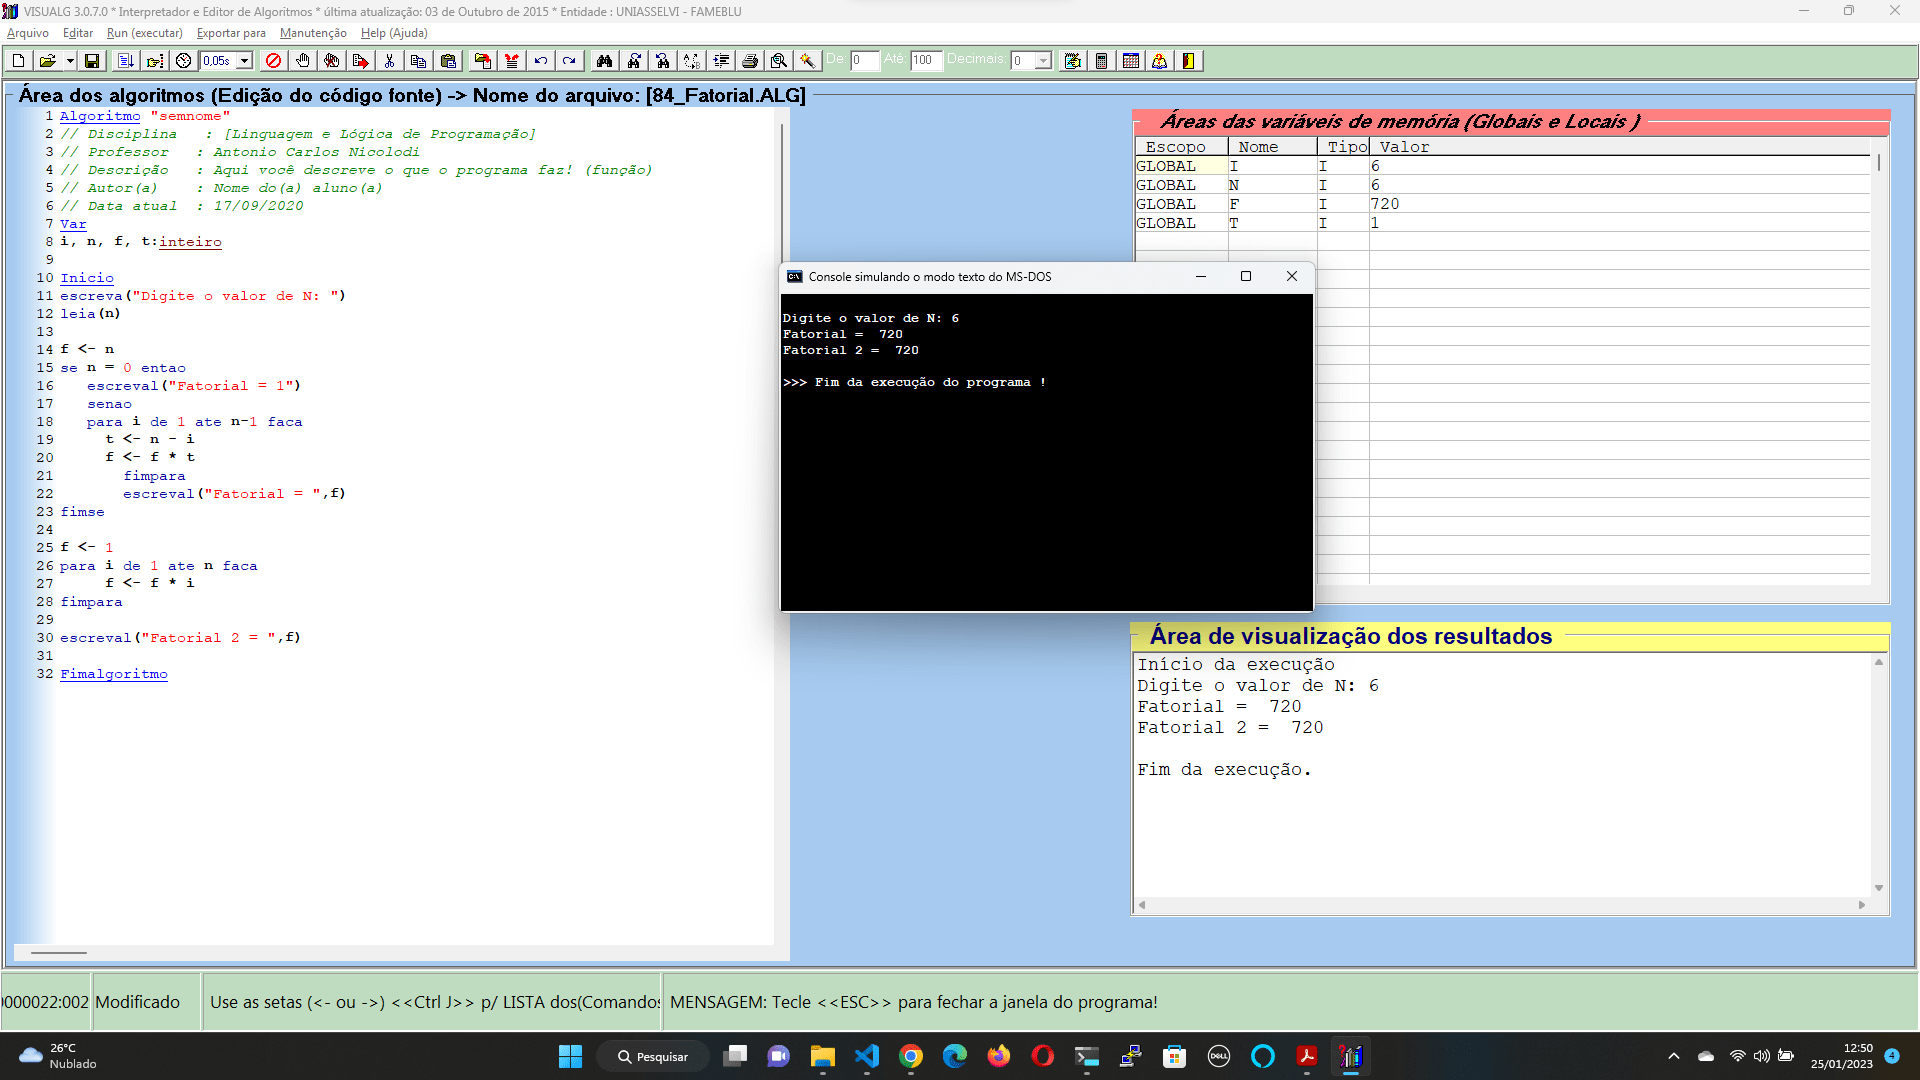 VISUALG 3.0.7.0 * Interpretador e Editor de Algoritmos * última atualização: 03 de Outubro de 2015 * Entidade : UNIASSELVI - FAMEBLU
Arquivo Editar Run (executar) Exportar para Manutenção Help (Ajuda)
0,05s De: 0 Até: 100 Decimais: 0
Área dos algoritmos (Edição do código fonte) -> Nome do arquivo: [84_Fatorial.ALG]
1 Algoritmo "semnome"
2 // Disciplina : [Linguagem e Lógica de Programação]
3 // Professor : Antonio Carlos Nicolodi
4 // Descrição : Aqui você descreve o que o programa faz! (função)
5 // Autor(a) : Nome do(a) aluno(a)
6 // Data atual : 17/09/2020
7 Var
8 i, n, f, t:inteiro
9
10 Inicio
11 escreva("Digite o valor de N: ")
12 leia(n)
13
14 f <- n
15 se n = 0 entao
16 escreval("Fatorial = 1")
17 senao
18 para i de 1 ate n-1 faca
19 t <- n - i
20 f <- f * t
21 fimpara
22 escreval("Fatorial = ",f)
23 fimse
24
25 f <- 1
26 para i de 1 ate n faca
27 f <- f * i
28 fimpara
29
30 escreval("Fatorial 2 = ",f)
31
32 Fimalgoritmo
Áreas das variáveis de memória (Globais e Locais )
Escopo Nome Tipo Valor
GLOBAL I I 6
GLOBAL N I 6
GLOBAL F I 720
GLOBAL T I 1
Console simulando o modo texto do MS-DOS
Digite o valor de N: 6
Fatorial = 720
Fatorial 2 = 720
>>> Fim da execução do programa !
Área de visualização dos resultados
Início da execução
Digite o valor de N: 6
Fatorial = 720
Fatorial 2 = 720
Fim da execução.
0000022:002 Modificado Use as setas (<- ou ->) <<Ctrl J>> p/ LISTA dos(Comandos MENSAGEM: Tecle <<ESC>> para fechar a janela do programa!
26°C
Nublado
Pesquisar
DELL
12:50
25/01/2023
4